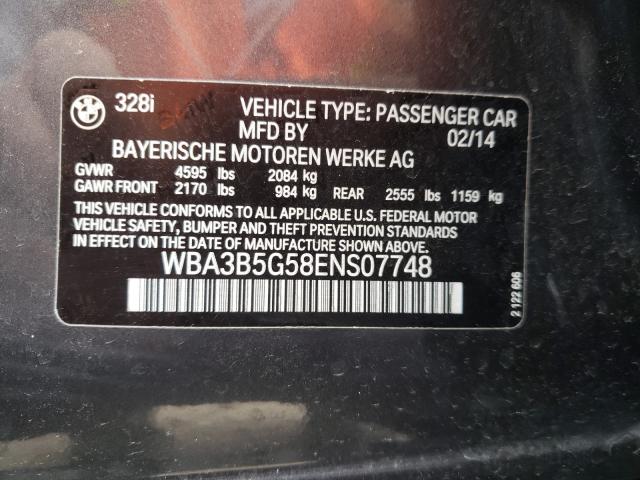 328i VEHICLE TYPE: PASSENGER CAR
MFD BY 02/14
BAYERISCHE MOTOREN WERKE AG
GVWR 4595 lbs 2084 kg
GAWR FRONT 2170 lbs 984 kg REAR 2555 lbs 1159 kg
THIS VEHICLE CONFORMS TO ALL APPLICABLE U.S. FEDERAL MOTOR
VEHICLE SAFETY, BUMPER AND THEFT PREVENTION STANDARDS
IN EFFECT ON THE DATE OF MANUFACTURE SHOWN ABOVE.
WBA3B5G58ENS07748
2 122 606